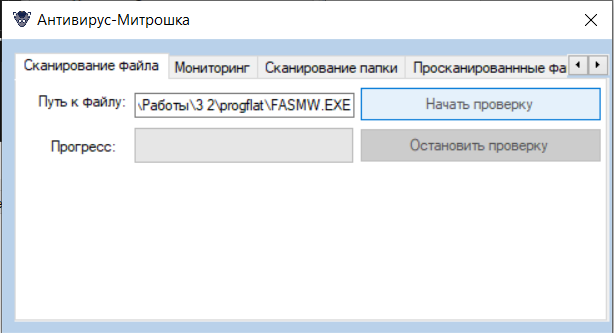 Антивирус-Митрошка
Сканирование файла Мониторинг Сканирование папки Просканированнные фа
Путь к файлу: \Работы\3 2\progflat\FASMW.EXE Начать проверку
Прогресс: Остановить проверку